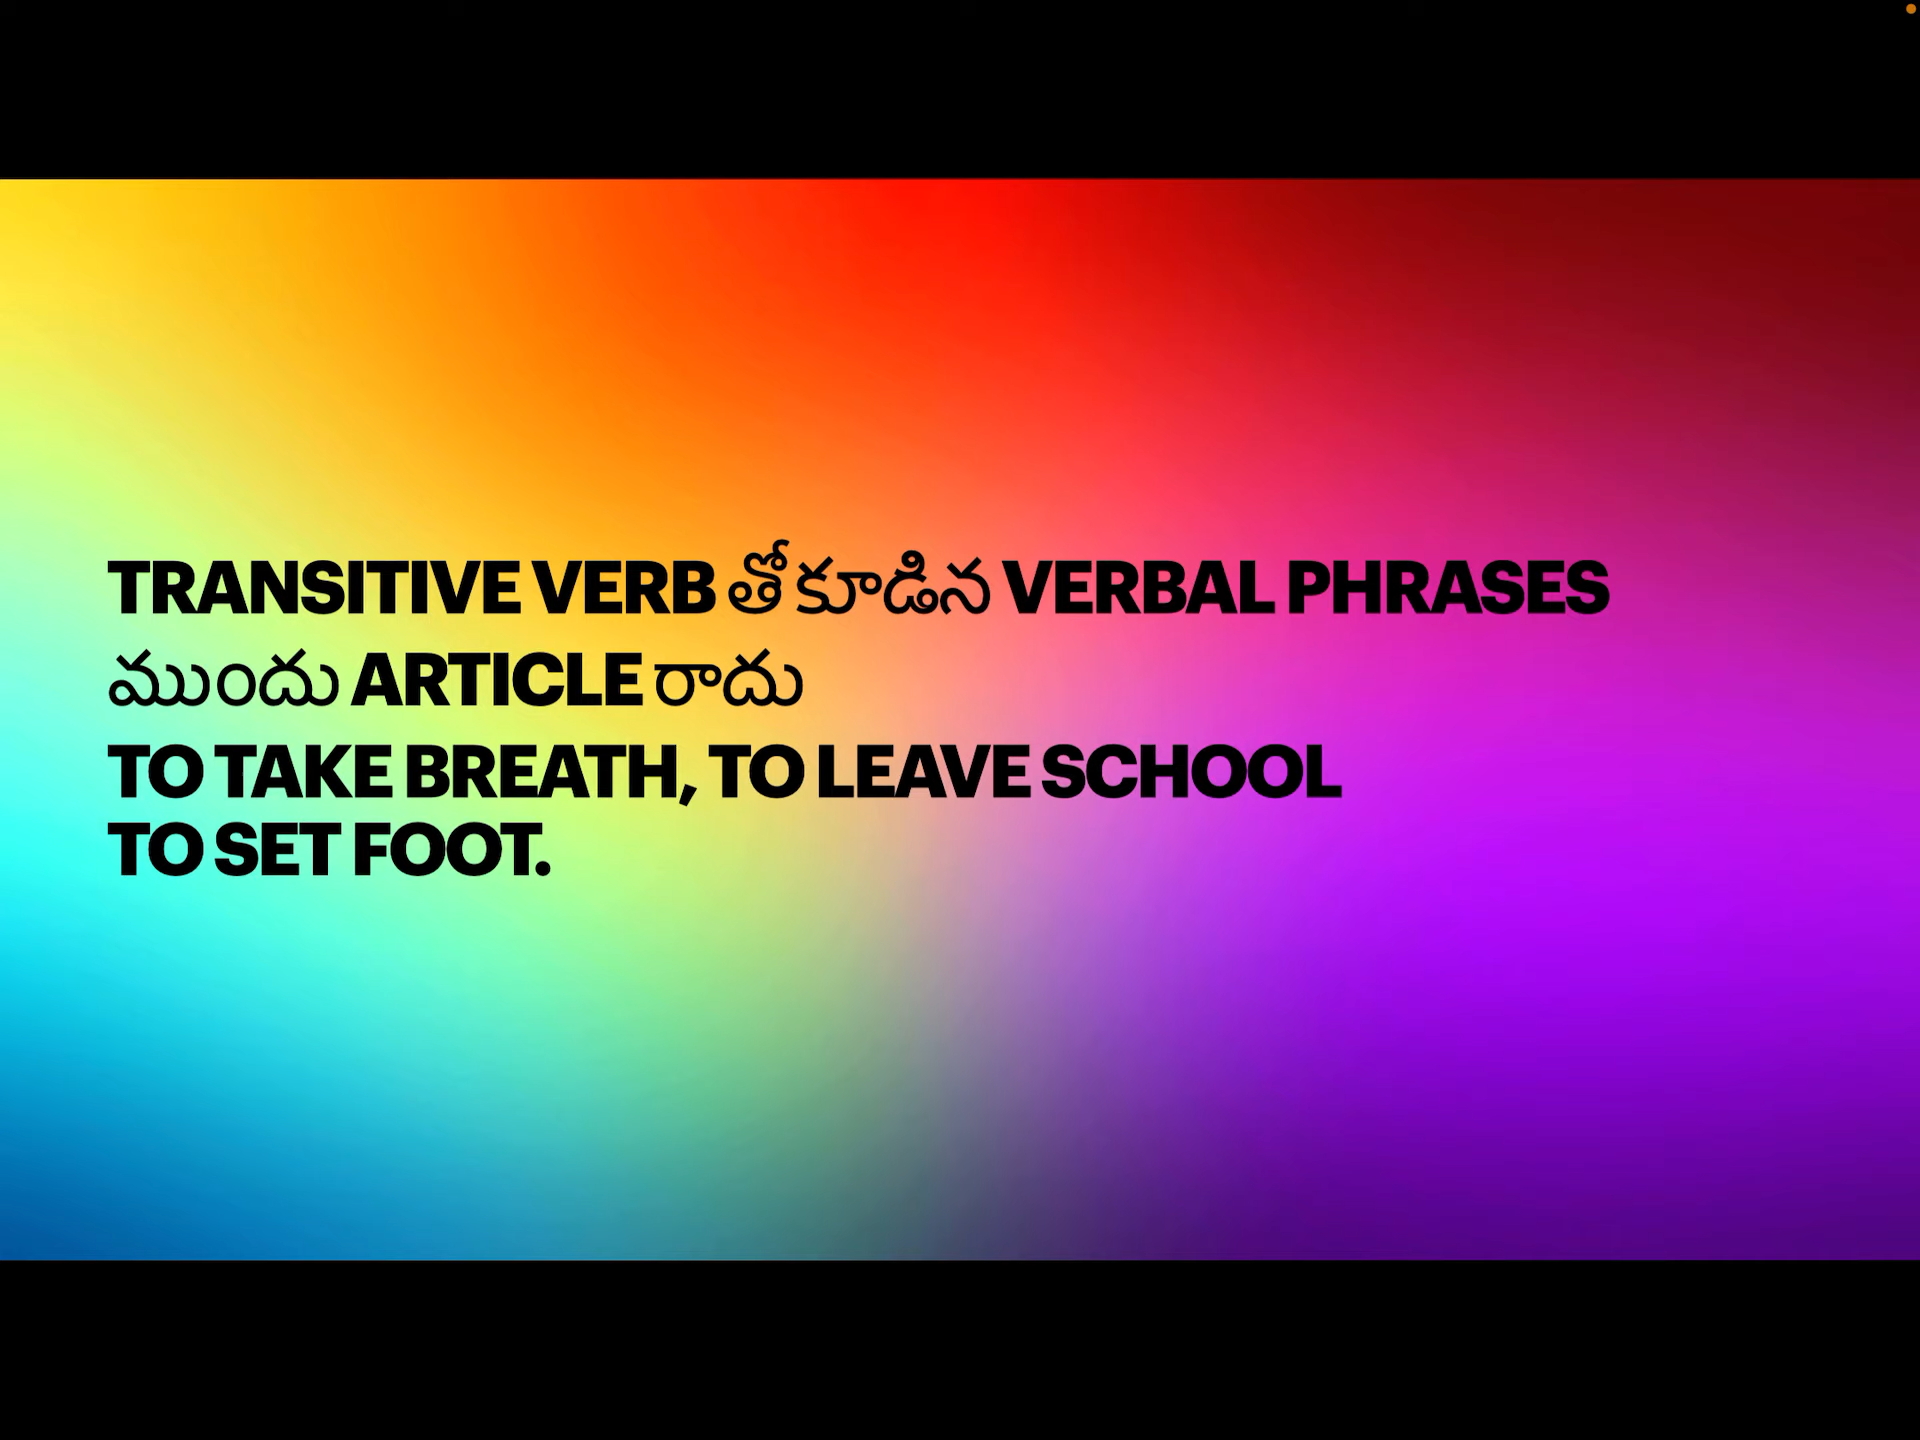 TRANSITIVE VERB తో కూడిన VERBAL PHRASES
ముందు ARTICLE రాదు
TO TAKE BREATH, TO LEAVE SCHOOL
TO SET FOOT.